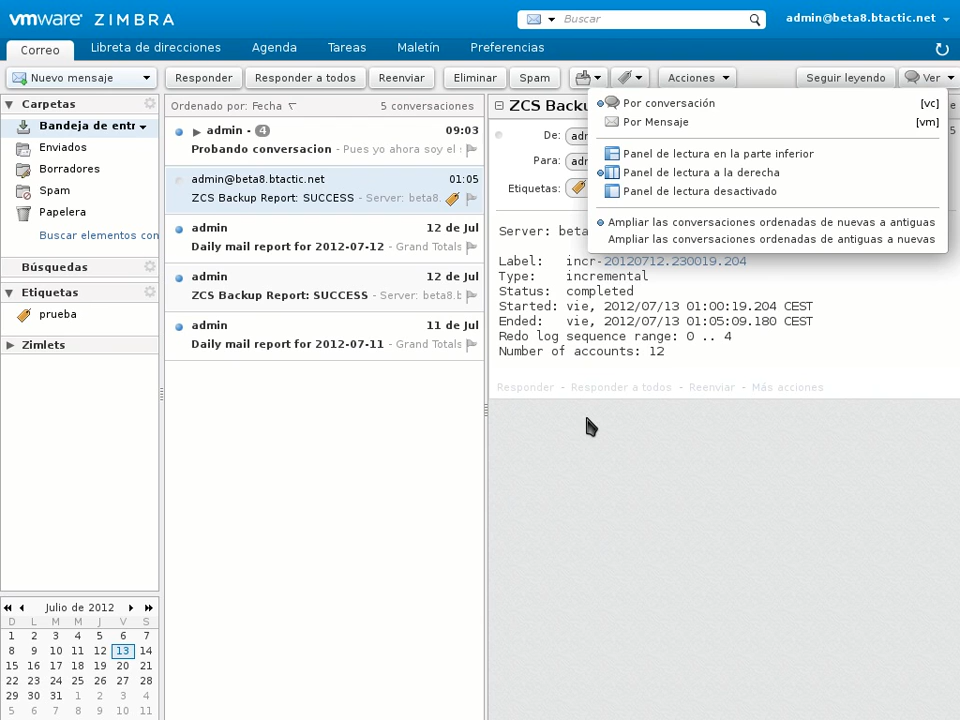 vmware ZIMBRA
Buscar
admin@beta8.btactic.net
Correo
Libreta de direcciones
Agenda
Tareas
Maletín
Preferencias
Nuevo mensaje
Responder
Responder a todos
Reenviar
Eliminar
Spam
Acciones
Seguir leyendo
Ver
Carpetas
Bandeja de entr
Enviados
Borradores
Spam
Papelera
Buscar elementos con
Búsquedas
Etiquetas
prueba
Zimlets
Julio de 2012
D L M M J V S
1 2 3 4 5 6 7
8 9 10 11 12 13 14
15 16 17 18 19 20 21
22 23 24 25 26 27 28
29 30 31 1 2 3 4
5 6 7 8 9 10 11
Ordenado por: Fecha
5 conversaciones
admin - 4 09:03
Probando conversacion - Pues yo ahora soy el
admin@beta8.btactic.net 01:05
ZCS Backup Report: SUCCESS - Server: beta8.
admin 12 de Jul
Daily mail report for 2012-07-12 - Grand Totals
admin 12 de Jul
ZCS Backup Report: SUCCESS - Server: beta8.b
admin 11 de Jul
Daily mail report for 2012-07-11 - Grand Totals
ZCS Backu
De: adr
Para: adr
Etiquetas:
Server: beta
Label: incr-20120712.230019.204
Type: incremental
Status: completed
Started: vie, 2012/07/13 01:00:19.204 CEST
Ended: vie, 2012/07/13 01:05:09.180 CEST
Redo log sequence range: 0 .. 4
Number of accounts: 12
Responder - Responder a todos - Reenviar - Más acciones
Por conversación [vc]
Por Mensaje [vm]
Panel de lectura en la parte inferior
Panel de lectura a la derecha
Panel de lectura desactivado
Ampliar las conversaciones ordenadas de nuevas a antiguas
Ampliar las conversaciones ordenadas de antiguas a nuevas